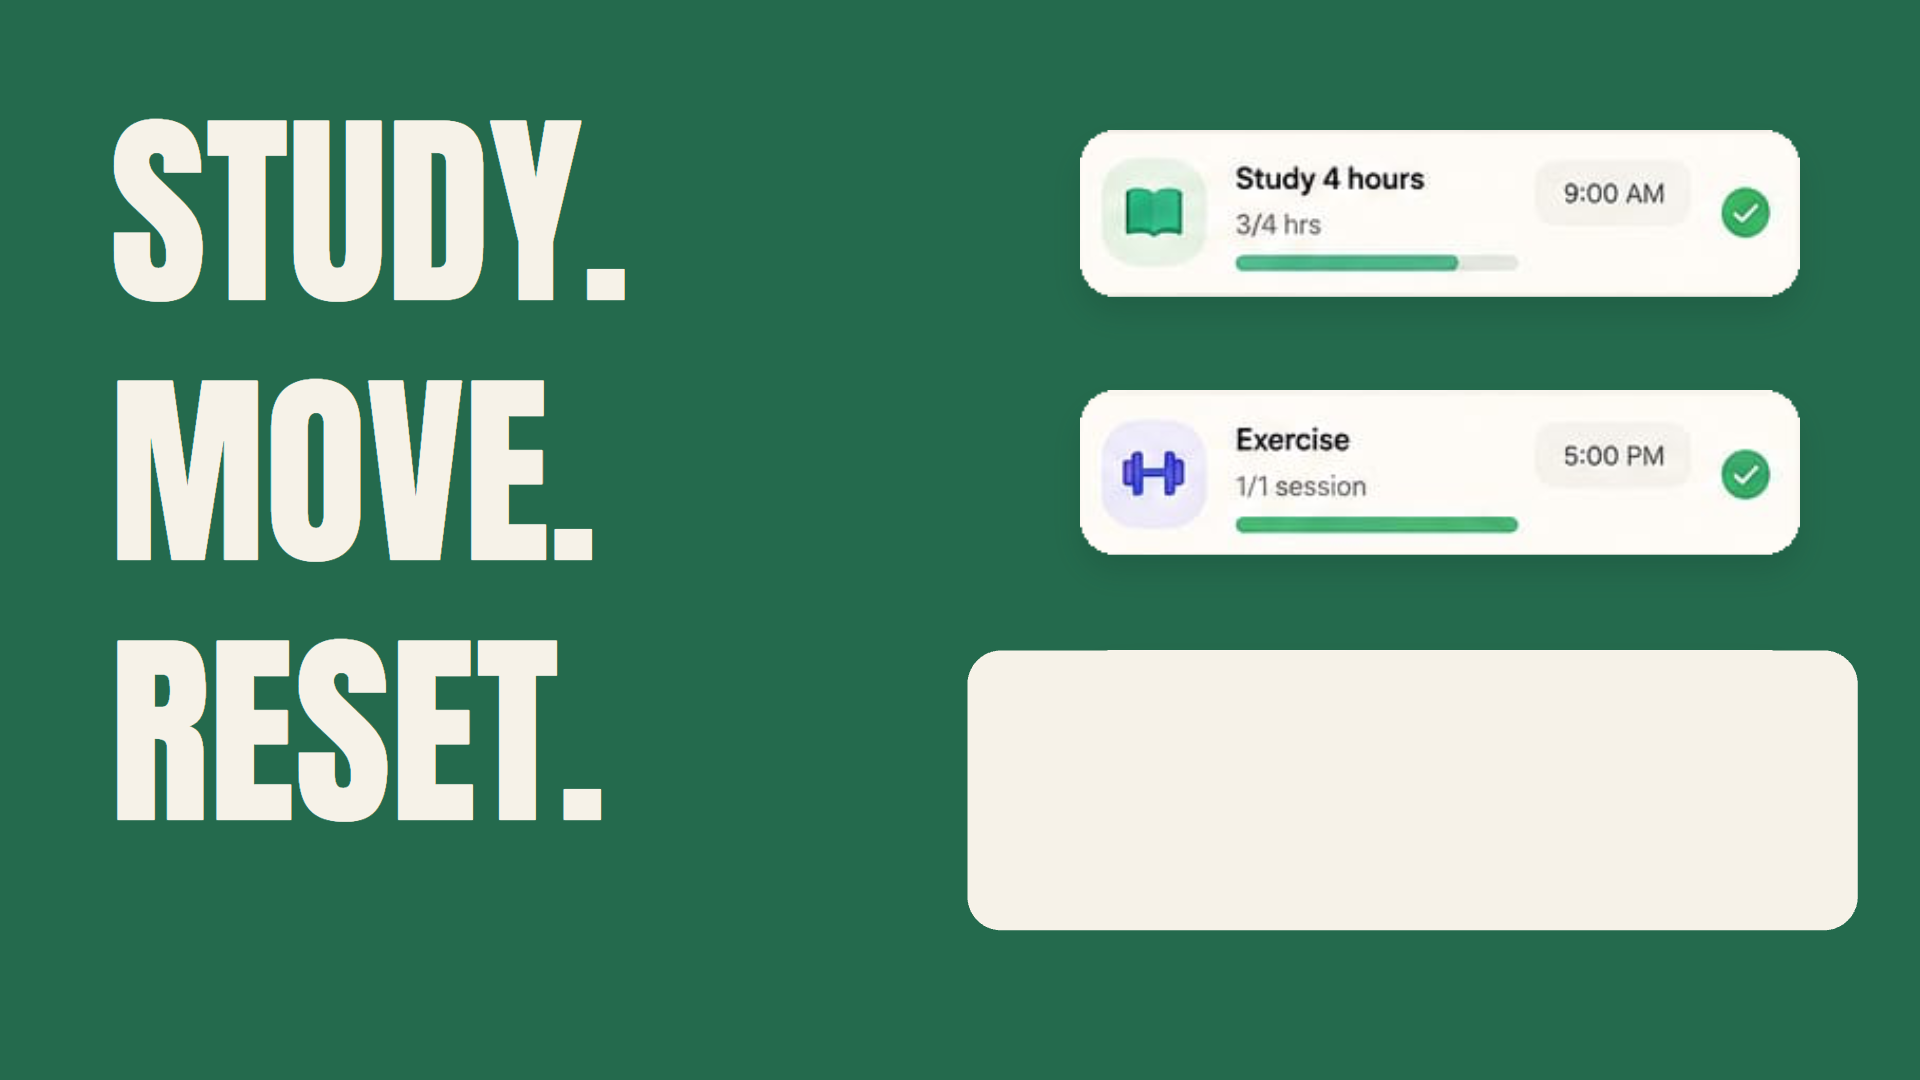 STUDY.
MOVE.
RESET.
Study 4 hours
3/4 hrs
9:00 AM
Exercise
1/1 session
5:00 PM